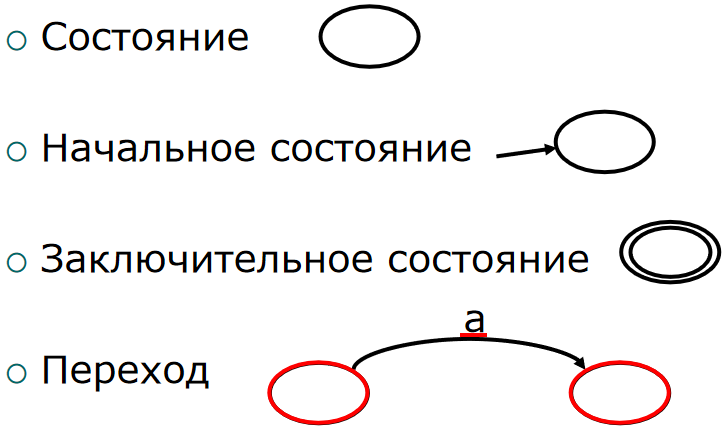 Состояние
Начальное состояние
Заключительное состояние
a
Переход